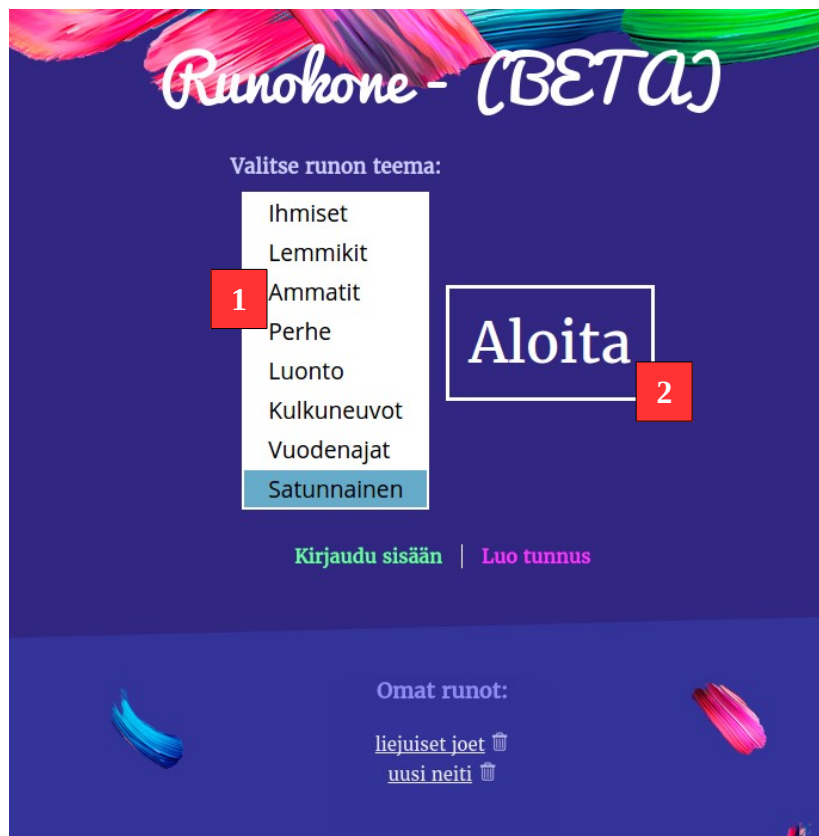 Runokone - (BETA)
Valitse runon teema:
Ihmiset
Lemmikit
1
Ammatit
Perhe
Luonto
Kulkuneuvot
Vuodenajat
Satunnainen
Aloita
2
Kirjaudu sisään | Luo tunnus
Omat runot:
liejuiset joet
uusi neiti